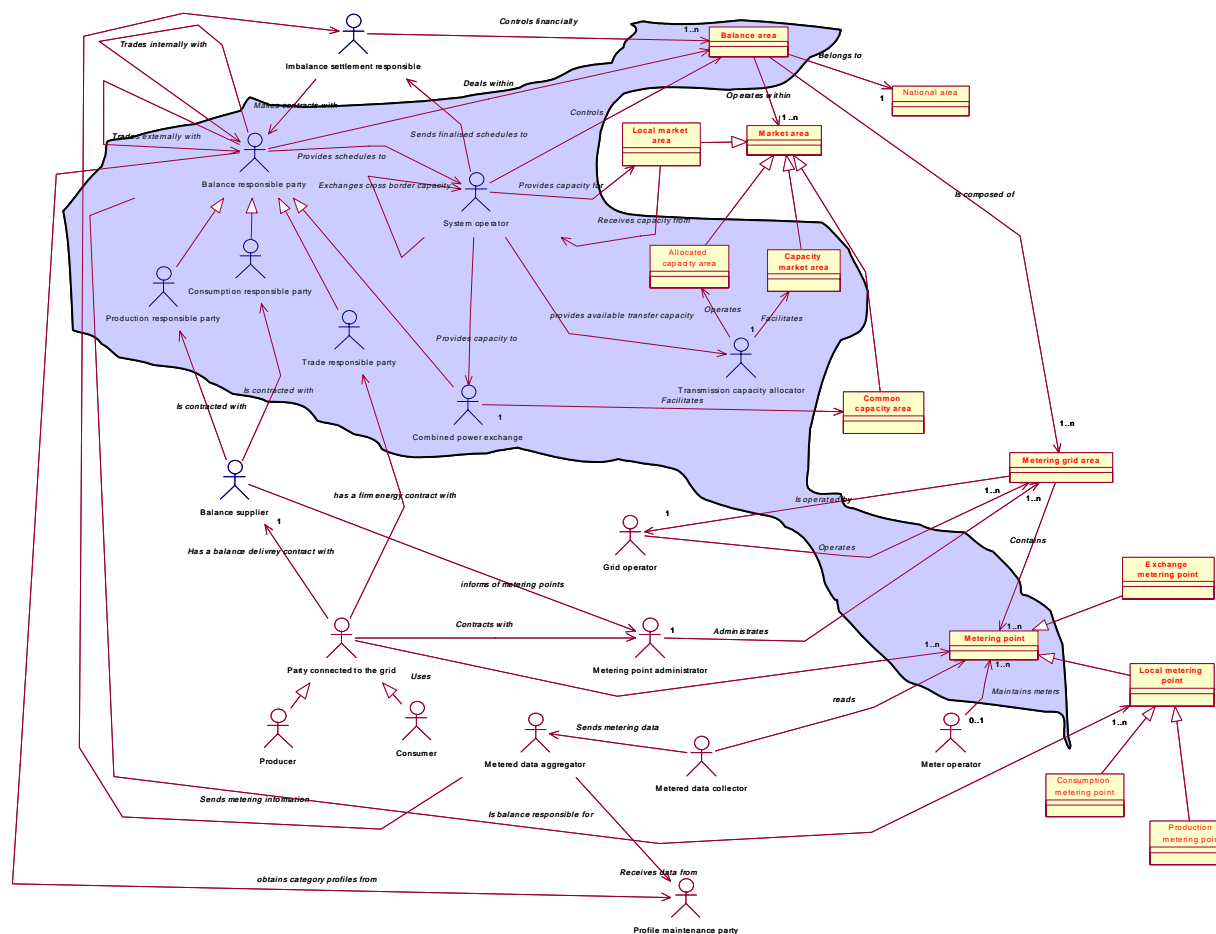 Controls financially
1..n
Balance area
Trades internally with
Belongs to
Imbalance settlement responsible
Deals within
1
National area
Operates within
Makes contracts with
Controls
1..n
Trades externally with
Sends finalised schedules to
Local market
area
Market area
Provides schedules to
Balance responsible party
Exchanges cross border capacity
Provides capacity for
Is composed of
System operator
Receives capacity from
Allocated
capacity area
Capacity
market area
Consumption responsible party
Production responsible party
provides available transfer capacity
Operates
Facilitates
1
Provides capacity to
Trade responsible party
Transmission capacity allocator
Is contracted with
Facilitates
Is contracted with
Common
capacity area
1
Combined power exchange
1..n
Metering grid area
has a firm energy contract with
1..n
Is operated by
1..n
Balance supplier
1
1
Has a balance delivrey contract with
Operates
Contains
Grid operator
Exchange
metering point
informs of metering points
Contracts with
1
Administrates
1..n
Metering point
1..n
Party connected to the grid
Metering point administrator
1..n
Local metering
point
Uses
Maintains meters
reads
0..1
1..n
Sends metering data
Producer
Consumer
Metered data aggregator
Meter operator
Metered data collector
Consumption
metering point
Sends metering information
Is balance responsible for
Production
metering poin
Receives data from
obtains category profiles from
Profile maintenance party